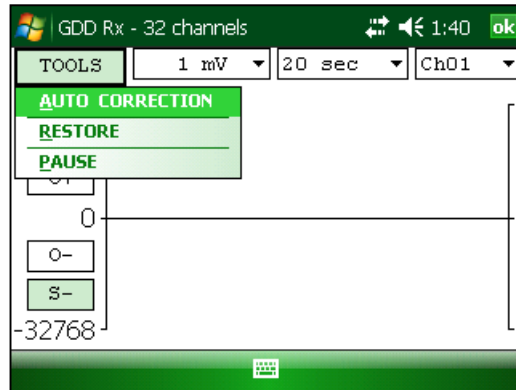 GDD Rx - 32 channels 1:40 ok
TOOLS 1 mV 20 sec Ch01
AUTO CORRECTION
RESTORE
PAUSE
0
O-
S-
-32768